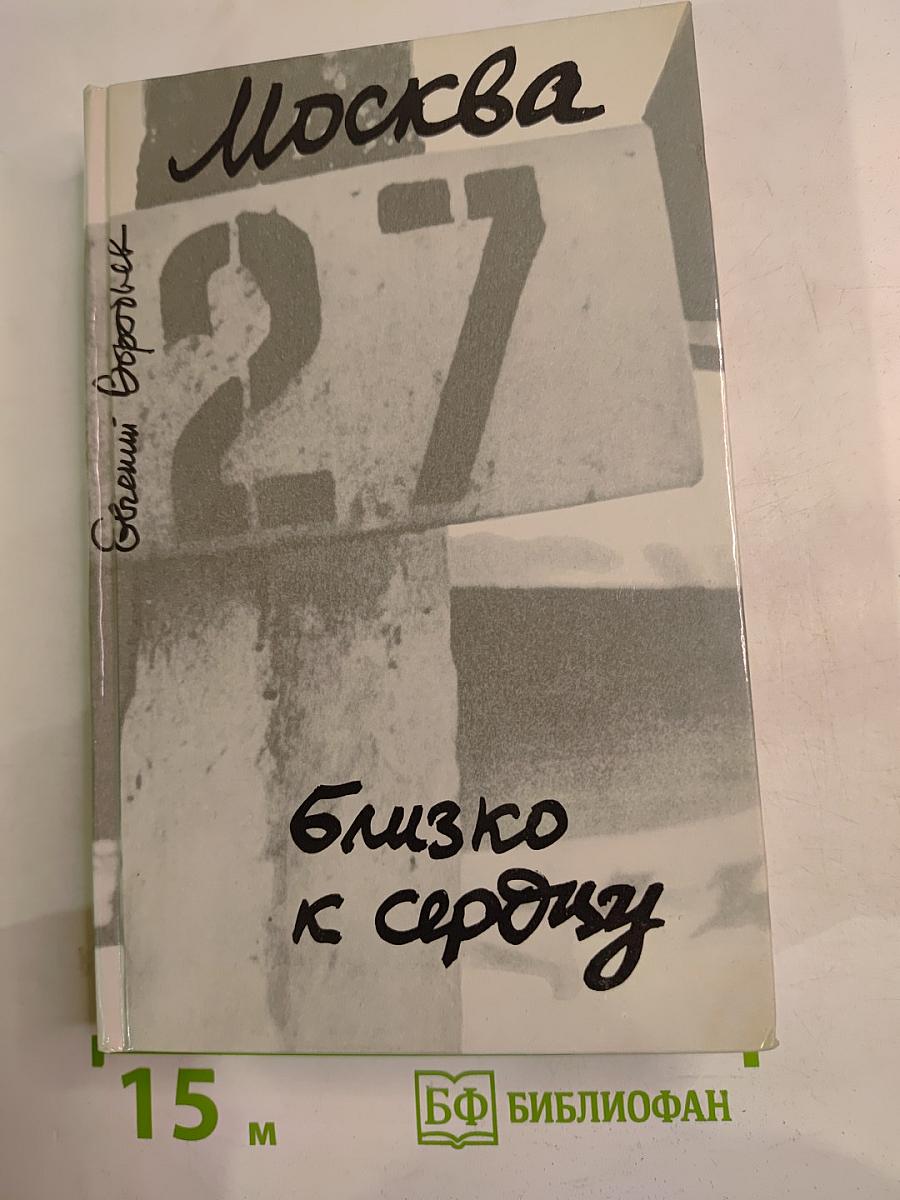 Москва
27
Евгений Воробьев
близко
к сердцу
15 м
БФ БИБЛИОФАН